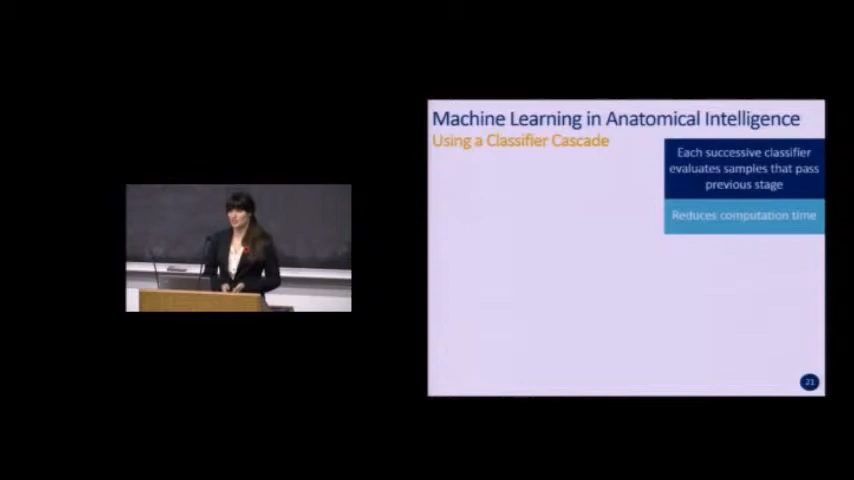 Machine Learning in Anatomical Intelligence
Using a Classifier Cascade
Each successive classifier
evaluates samples that pass
previous stage
Reduces computation time
21